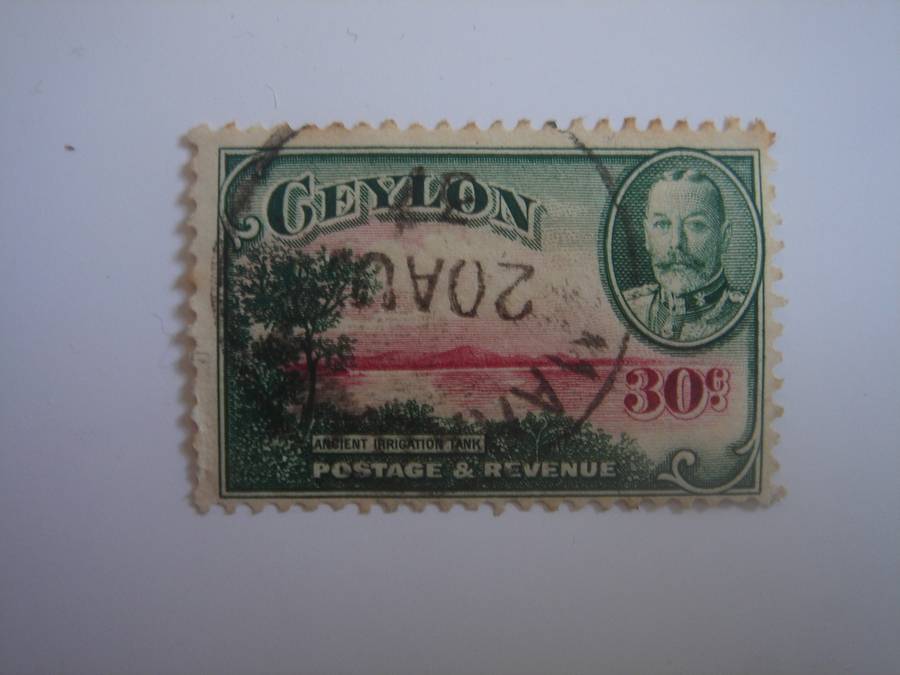 CEYLON
20AU
30c
ANCIENT IRRIGATION TANK
POSTAGE & REVENUE